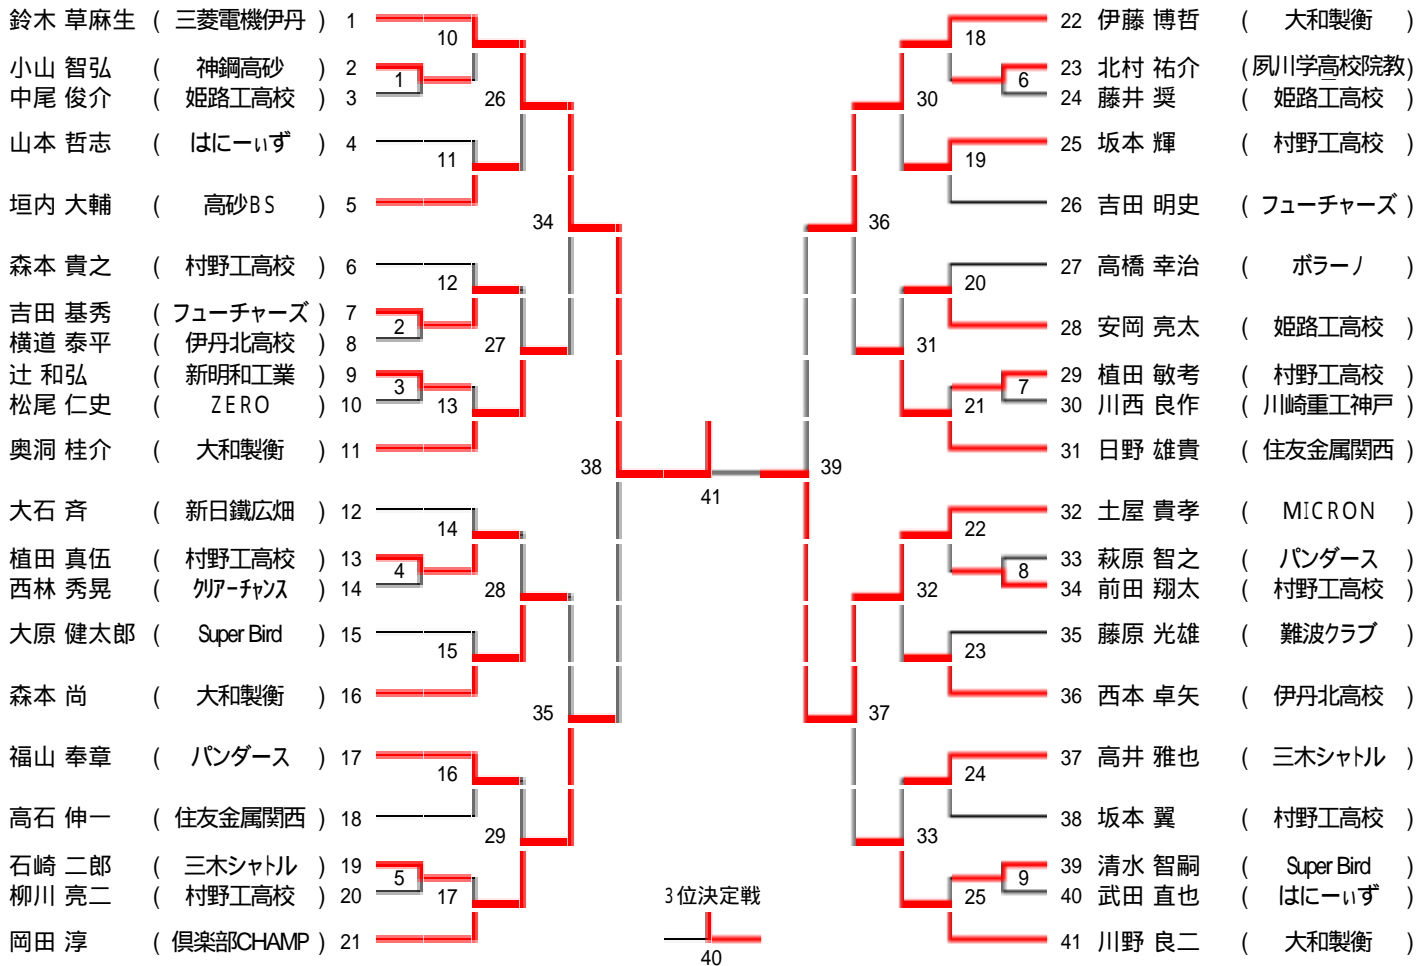 鈴木 草麻生 ( 三菱電機伊丹 ) 1
小山 智弘 ( 神鋼高砂 ) 2
中尾 俊介 ( 姫路工高校 ) 3
山本 哲志 ( はにーぃず ) 4
垣内 大輔 ( 高砂BS ) 5
森本 貴之 ( 村野工高校 ) 6
吉田 基秀 ( フューチャーズ ) 7
横道 泰平 ( 伊丹北高校 ) 8
辻 和弘 ( 新明和工業 ) 9
松尾 仁史 ( ZERO ) 10
奥洞 桂介 ( 大和製衡 ) 11
大石 斉 ( 新日鐵広畑 ) 12
植田 真伍 ( 村野工高校 ) 13
西林 秀晃 ( クリアーチャンス ) 14
大原 健太郎 ( Super Bird ) 15
森本 尚 ( 大和製衡 ) 16
福山 奉章 ( パンダース ) 17
高石 伸一 ( 住友金属関西 ) 18
石崎 二郎 ( 三木シャトル ) 19
柳川 亮二 ( 村野工高校 ) 20
岡田 淳 ( 倶楽部CHAMP ) 21
10
1
26
11
34
12
2
27
3
13
38
14
4
28
15
35
16
29
5
17
41
3位決定戦
40
18
6
30
19
36
20
31
7
21
39
22
8
32
23
37
24
33
9
25
22 伊藤 博哲 ( 大和製衡 )
23 北村 祐介 ( 夙川学高校院教 )
24 藤井 奨 ( 姫路工高校 )
25 坂本 輝 ( 村野工高校 )
26 吉田 明史 ( フューチャーズ )
27 高橋 幸治 ( ボラーノ )
28 安岡 亮太 ( 姫路工高校 )
29 植田 敏考 ( 村野工高校 )
30 川西 良作 ( 川崎重工神戸 )
31 日野 雄貴 ( 住友金属関西 )
32 土屋 貴孝 ( MICRON )
33 萩原 智之 ( パンダース )
34 前田 翔太 ( 村野工高校 )
35 藤原 光雄 ( 難波クラブ )
36 西本 卓矢 ( 伊丹北高校 )
37 高井 雅也 ( 三木シャトル )
38 坂本 翼 ( 村野工高校 )
39 清水 智嗣 ( Super Bird )
40 武田 直也 ( はにーぃず )
41 川野 良二 ( 大和製衡 )